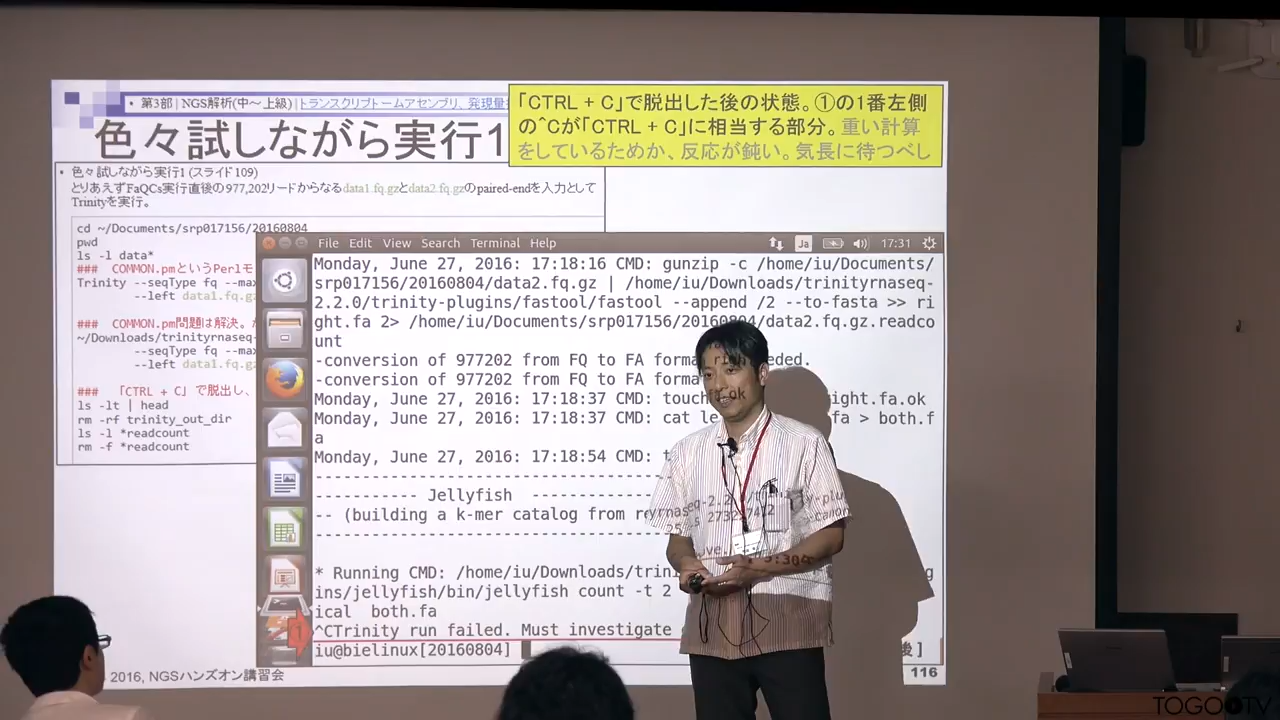 • 第3部 | NGS解析(中～上級) | トランスクリプトームアセンブリ、発現量
「CTRL + C」で脱出した後の状態。①の1番左側
の^Cが「CTRL + C」に相当する部分。重い計算
をしているためか、反応が鈍い。気長に待つべし
色々試しながら実行1
• 色々試しながら実行1 (スライド109)
とりあえずFaQCs実行直後の977,202リードからなるdata1.fq.gzとdata2.fq.gzのpaired-endを入力として
Trinityを実行。
cd ~/Documents/srp017156/20160804
pwd
ls -l data*
### COMMON.pmというPerlモ
Trinity --seqType fq --max
--left data1.fq.gz
### COMMON.pm問題は解決。
~/Downloads/trinityrnaseq-
--seqType fq --max
--left data1.fq.gz
### 「CTRL + C」で脱出し、
ls -lt | head
rm -rf trinity_out_dir
ls -l *readcount
rm -f *readcount
File Edit View Search Terminal Help
Ja
17:31
Monday, June 27, 2016: 17:18:16 CMD: gunzip -c /home/iu/Documents/
srp017156/20160804/data2.fq.gz | /home/iu/Downloads/trinityrnaseq-
2.2.0/trinity-plugins/fastool/fastool --append /2 --to-fasta >> ri
ght.fa 2> /home/iu/Documents/srp017156/20160804/data2.fq.gz.readco
unt
-conversion of 977202 from FQ to FA format
-conversion of 977202 from FQ to FA forma
Monday, June 27, 2016: 17:18:37 CMD: touch ight.fa.ok
Monday, June 27, 2016: 17:18:37 CMD: cat le fa > both.f
a
Monday, June 27, 2016: 17:18:54 CMD: t
-------------------------------------------
----------- Jellyfish --------------------
-- (building a k-mer catalog from re
-------------------------------------------
* Running CMD: /home/iu/Downloads/trini
ins/jellyfish/bin/jellyfish count -t 2
ical both.fa
^CTrinity run failed. Must investigate
iu@bielinux[20160804]
後]
2016, NGSハンズオン講習会
116
TOGOTV